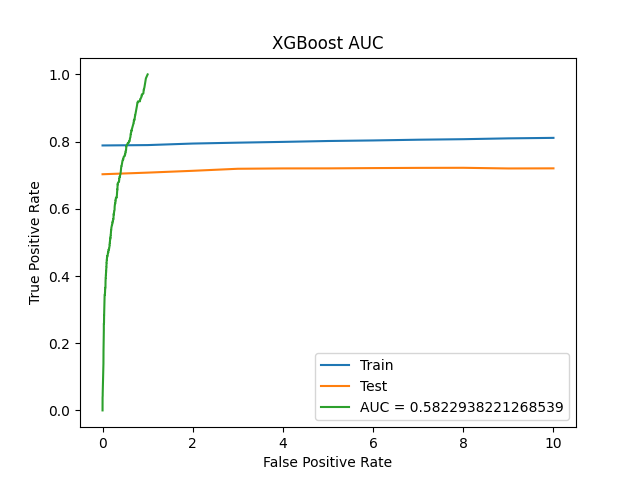 XGBoost AUC
1.0
0.8
0.6
0.4
0.2
0.0
True Positive Rate
0 2 4 6 8 10
False Positive Rate
Train
Test
AUC = 0.5822938221268539